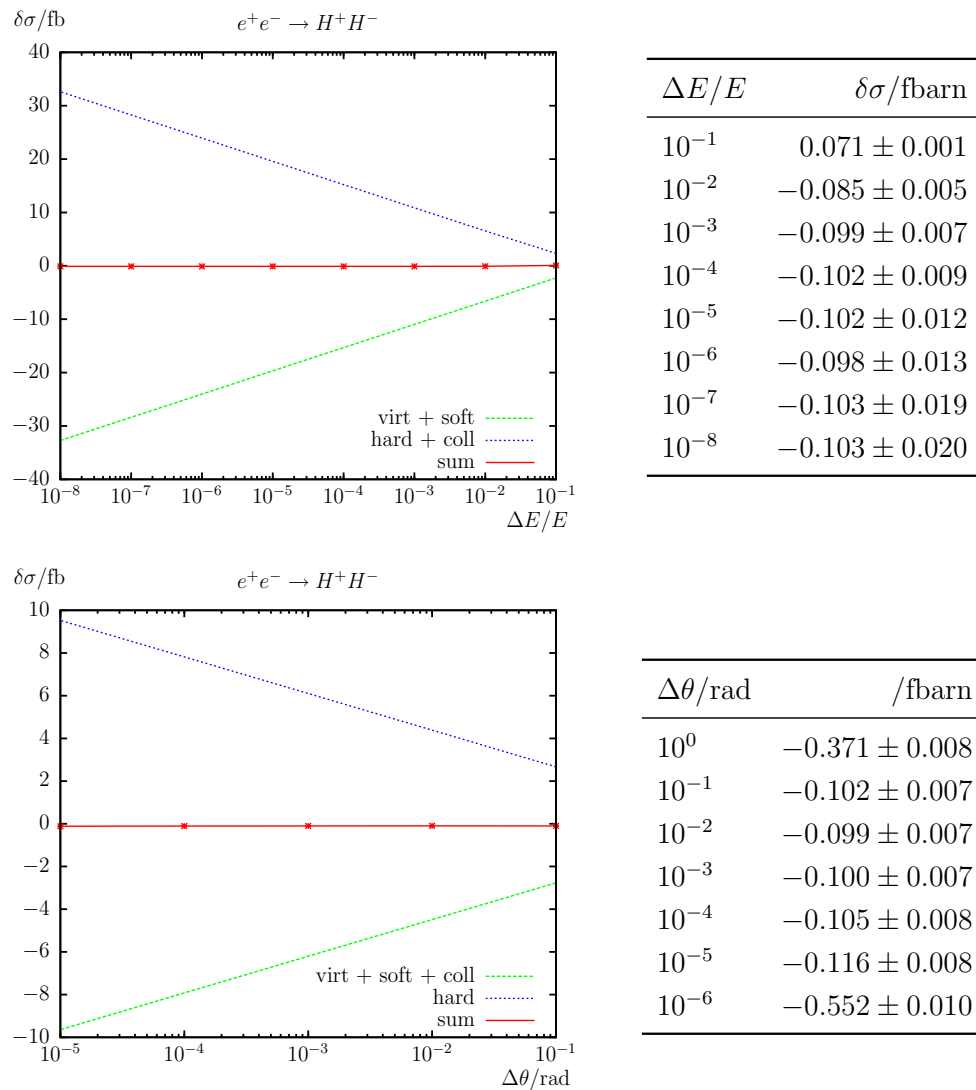 δσ/fb
e⁺e⁻ → H⁺H⁻
40
30
20
10
0
−10
−20
−30
−40
virt + soft
hard + coll
sum
10⁻⁸ 10⁻⁷ 10⁻⁶ 10⁻⁵ 10⁻⁴ 10⁻³ 10⁻² 10⁻¹
ΔE/E
ΔE/E δσ/fbarn
10⁻¹ 0.071 ± 0.001
10⁻² −0.085 ± 0.005
10⁻³ −0.099 ± 0.007
10⁻⁴ −0.102 ± 0.009
10⁻⁵ −0.102 ± 0.012
10⁻⁶ −0.098 ± 0.013
10⁻⁷ −0.103 ± 0.019
10⁻⁸ −0.103 ± 0.020
δσ/fb
e⁺e⁻ → H⁺H⁻
10
8
6
4
2
0
−2
−4
−6
−8
−10
virt + soft + coll
hard
sum
10⁻⁵ 10⁻⁴ 10⁻³ 10⁻² 10⁻¹
Δθ/rad
Δθ/rad /fbarn
10⁰ −0.371 ± 0.008
10⁻¹ −0.102 ± 0.007
10⁻² −0.099 ± 0.007
10⁻³ −0.100 ± 0.007
10⁻⁴ −0.105 ± 0.008
10⁻⁵ −0.116 ± 0.008
10⁻⁶ −0.552 ± 0.010